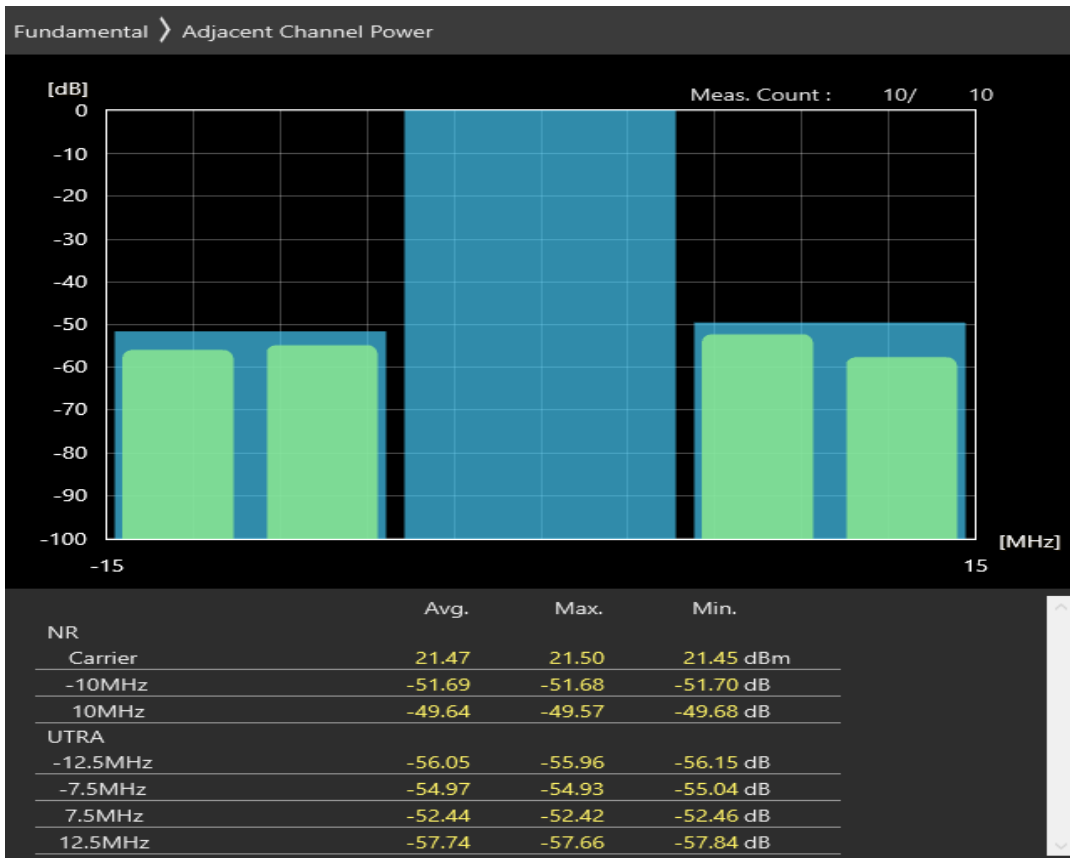 Fundamental 〉 Adjacent Channel Power
[dB]
Meas. Count : 10/ 10
0
-10
-20
-30
-40
-50
-60
-70
-80
-90
-100
[MHz]
-15 15
Avg. Max. Min.
NR
Carrier 21.47 21.50 21.45 dBm
-10MHz -51.69 -51.68 -51.70 dB
10MHz -49.64 -49.57 -49.68 dB
UTRA
-12.5MHz -56.05 -55.96 -56.15 dB
-7.5MHz -54.97 -54.93 -55.04 dB
7.5MHz -52.44 -52.42 -52.46 dB
12.5MHz -57.74 -57.66 -57.84 dB